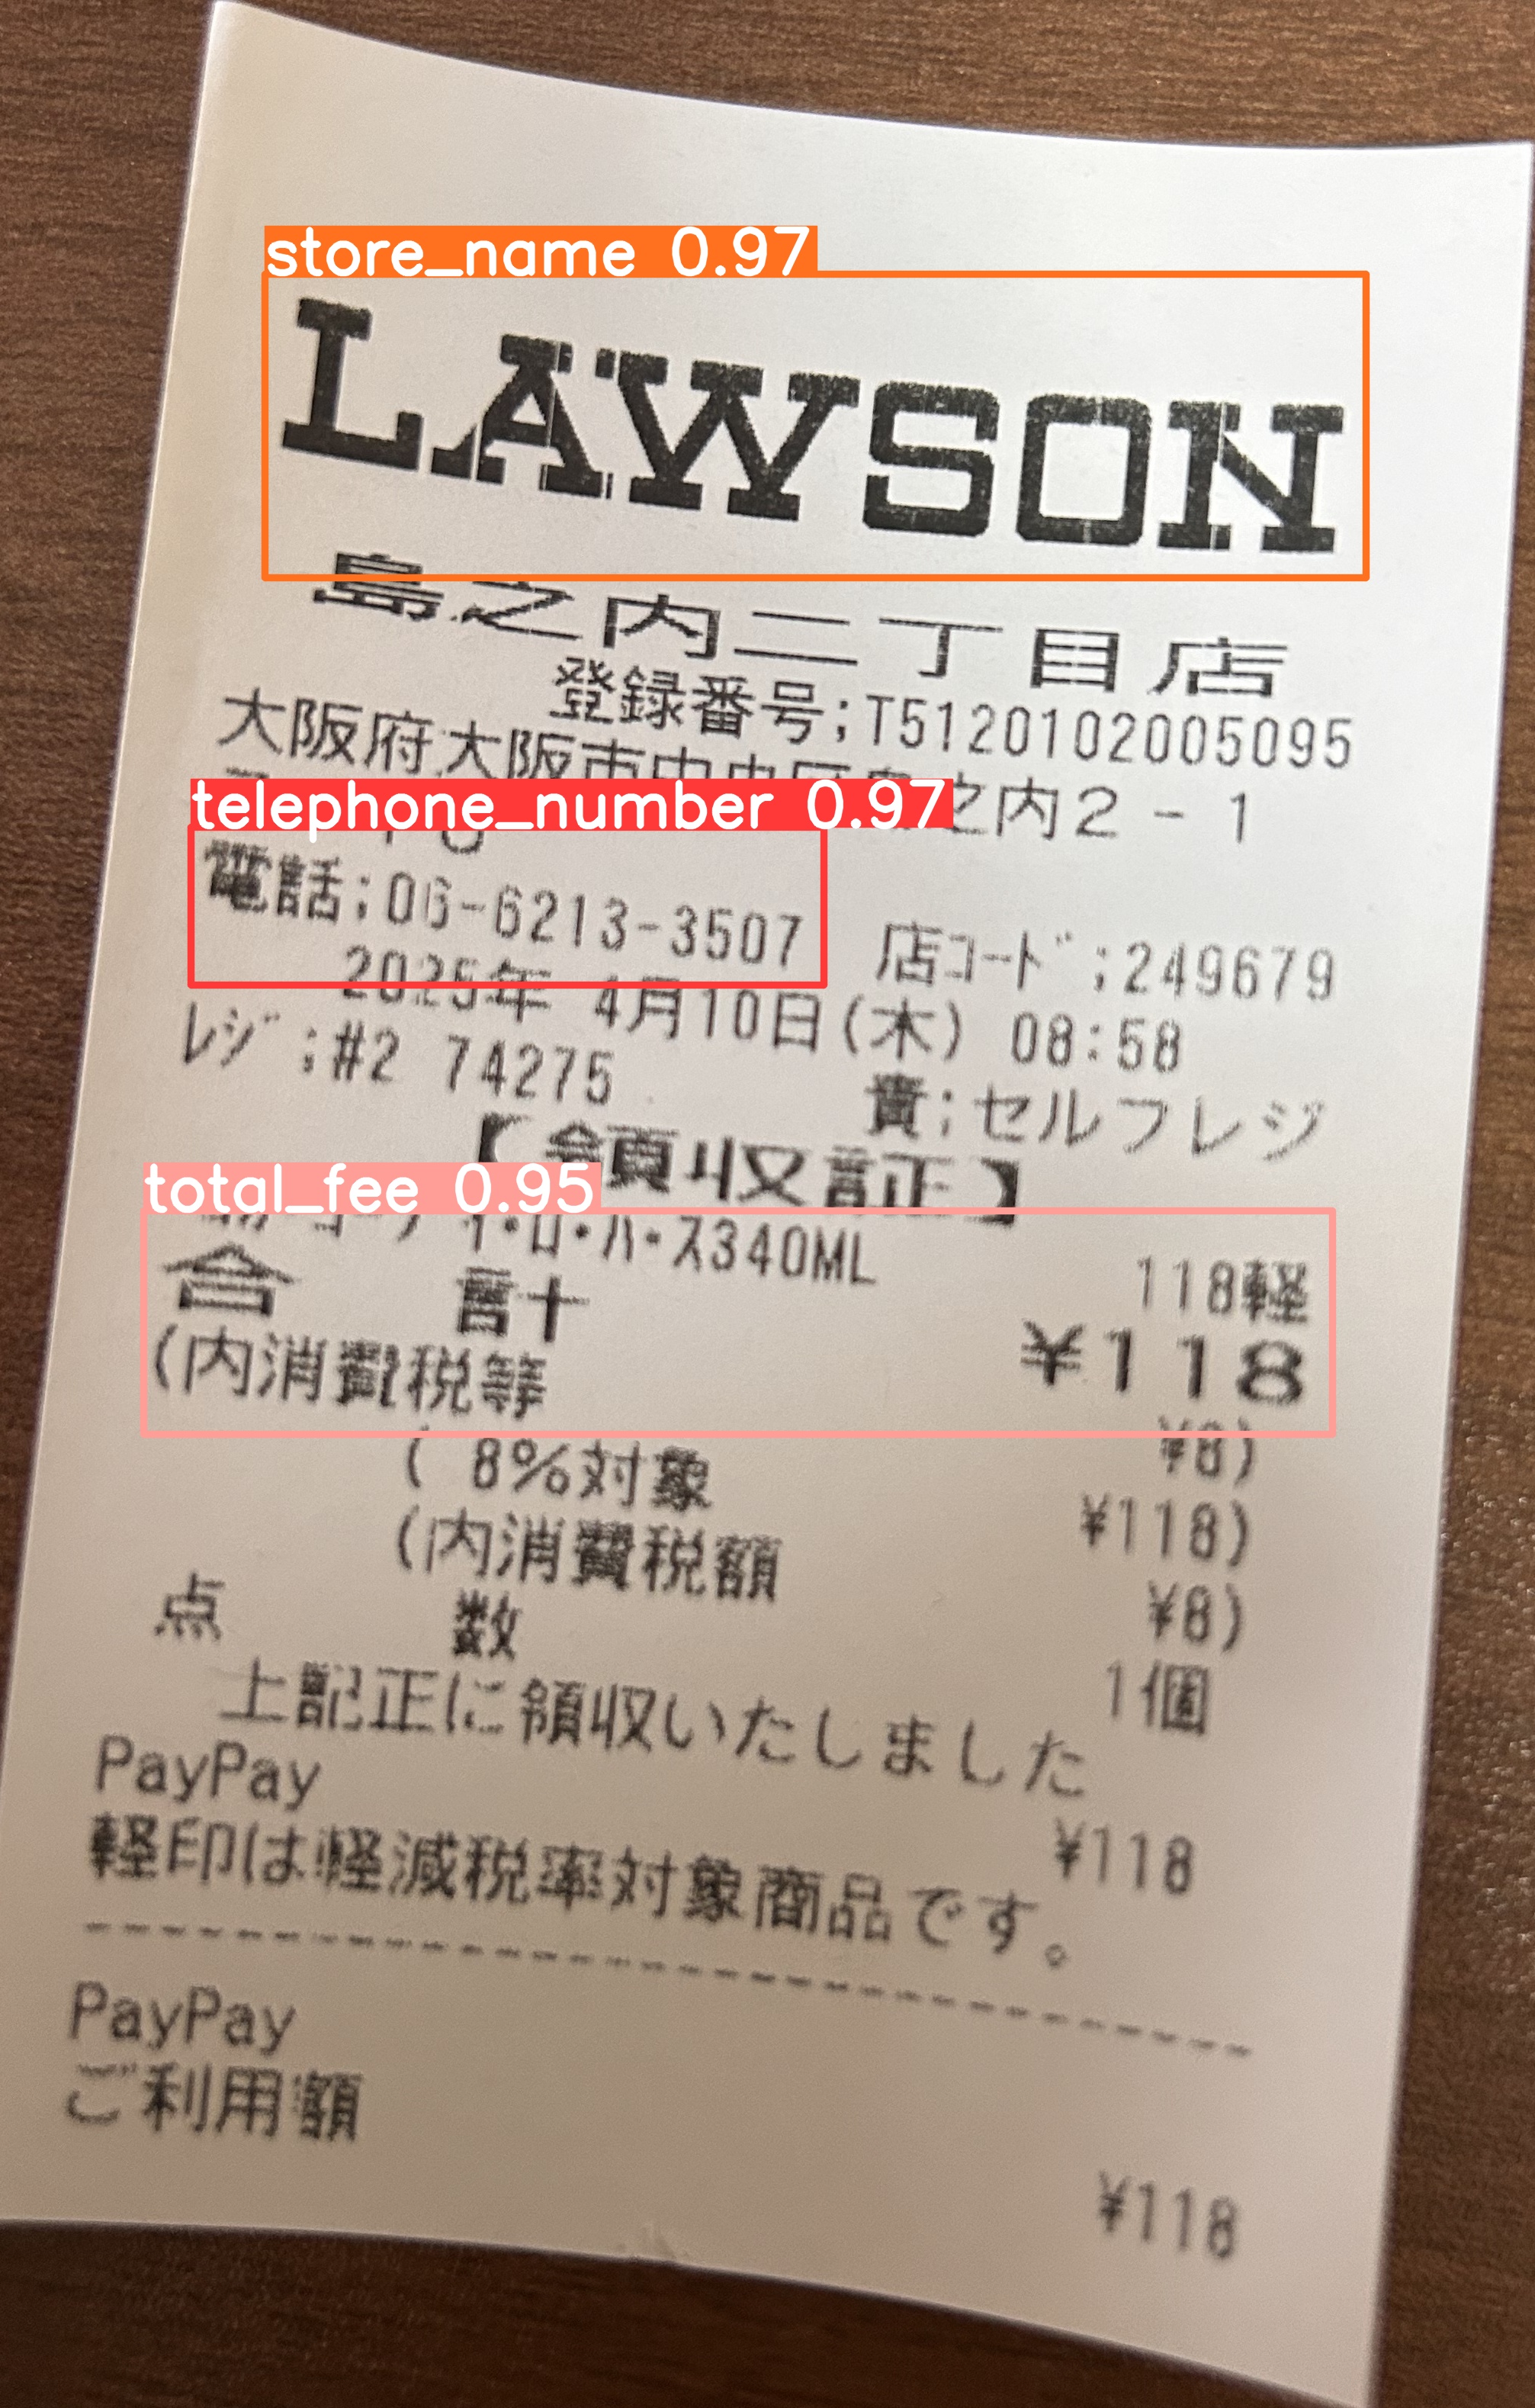 store_name 0.97
LAWSON
島之内二丁目店
登録番号;T5120102005095
大阪府大阪市中央区島之内2-1
telephone_number 0.97
電話;06-6213-3507 店コード;249679
2025年 4月10日(木) 08:58
レジ;#2 74275 責;セルフレジ
【領収証】
total_fee 0.95
イ・ロ・ハ・ス340ML 118軽
合 計 ¥118
(内消費税等 ¥8)
( 8%対象 ¥118)
(内消費税額 ¥8)
点 数 1個
上記正に領収いたしました
PayPay ¥118
軽印は軽減税率対象商品です。
PayPay
ご利用額 ¥118